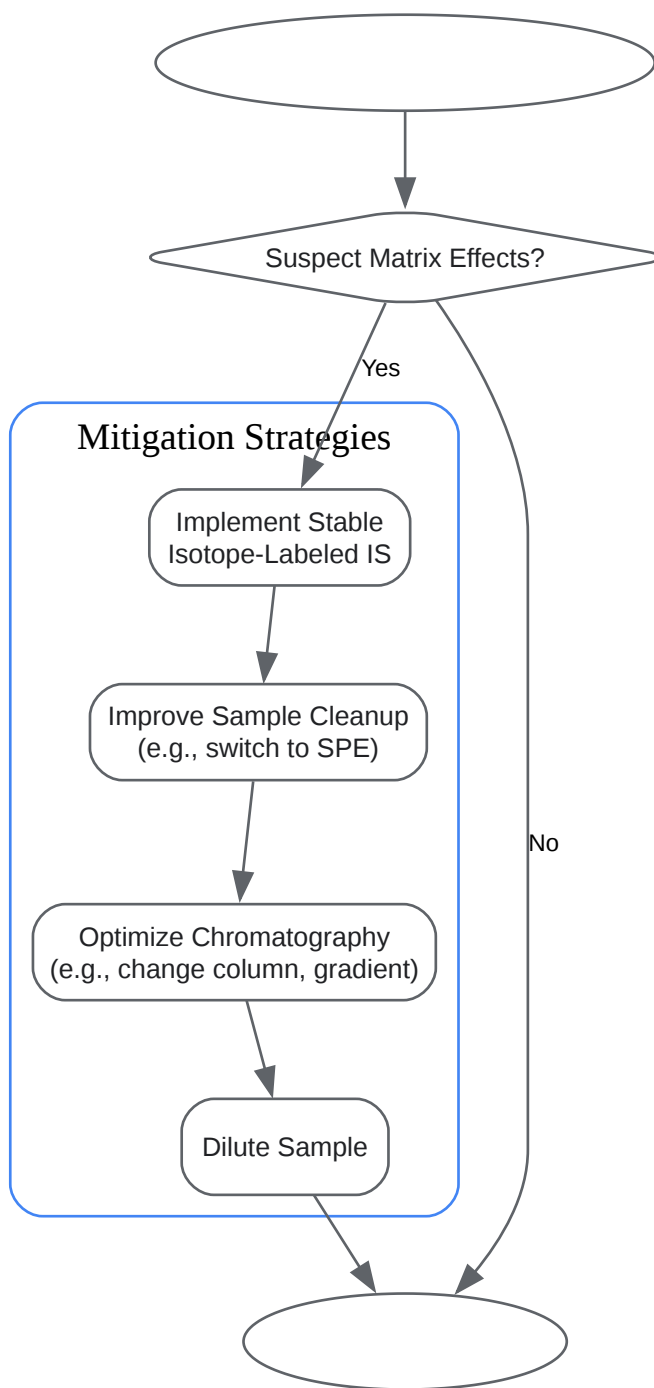 Suspect Matrix Effects?
Yes
Mitigation Strategies
Implement Stable
Isotope-Labeled IS
Improve Sample Cleanup
(e.g., switch to SPE)
No
Optimize Chromatography
(e.g., change column, gradient)
Dilute Sample